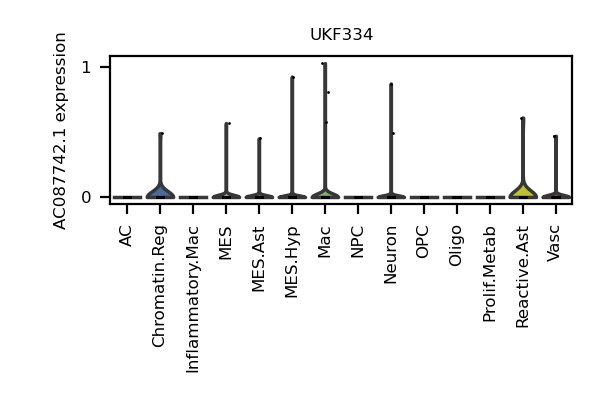 UKF334
AC087742.1 expression
1
0
AC
Chromatin.Reg
Inflammatory.Mac
MES
MES.Ast
MES.Hyp
Mac
NPC
Neuron
OPC
Oligo
Prolif.Metab
Reactive.Ast
Vasc